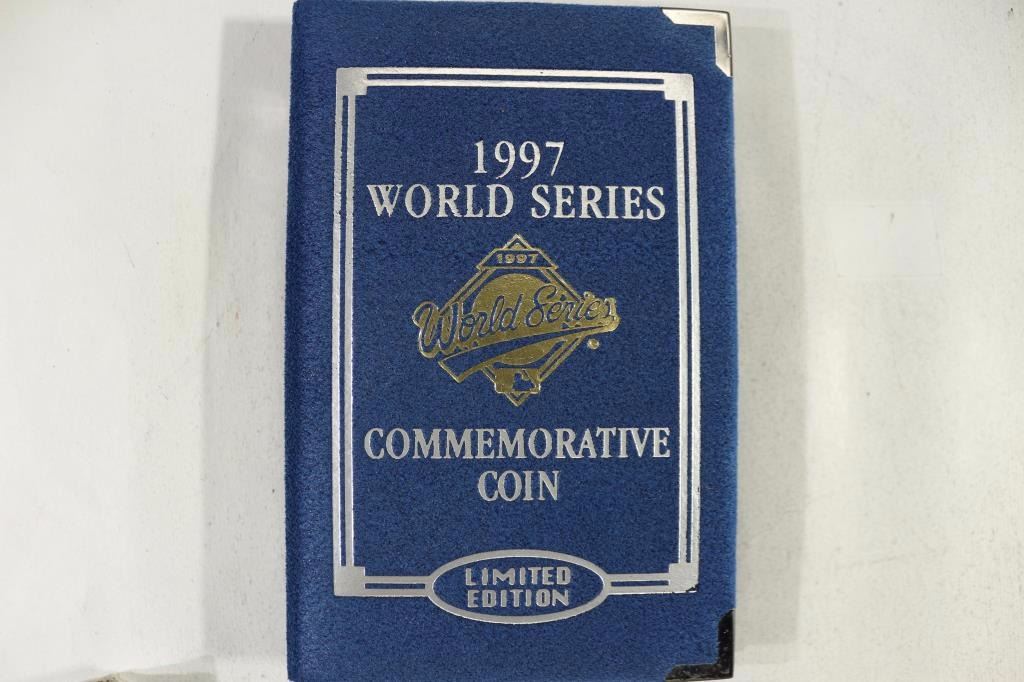 1997
WORLD SERIES
1997
World Series
COMMEMORATIVE
COIN
LIMITED
EDITION